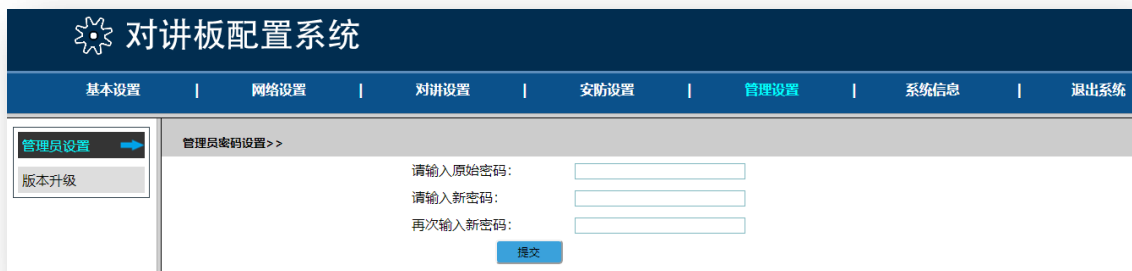 对讲板配置系统
基本设置 | 网络设置 | 对讲设置 | 安防设置 | 管理设置 | 系统信息 | 退出系统
管理员设置
版本升级
管理员密码设置>>
请输入原始密码：
请输入新密码：
再次输入新密码：
提交